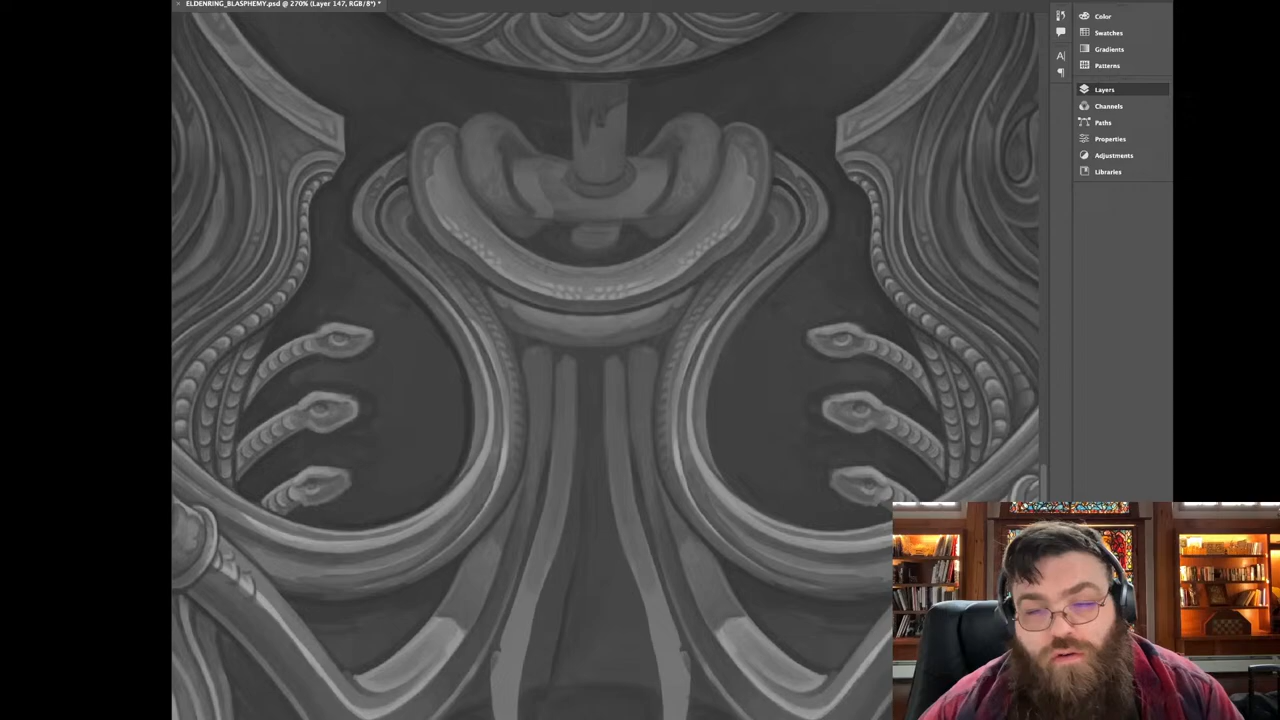 ELDENRING_BLASPHEMY.psd @ 270% (Layer 147, RGB/8*) *
Color
Swatches
Gradients
Patterns
Layers
Channels
Paths
Properties
Adjustments
Libraries